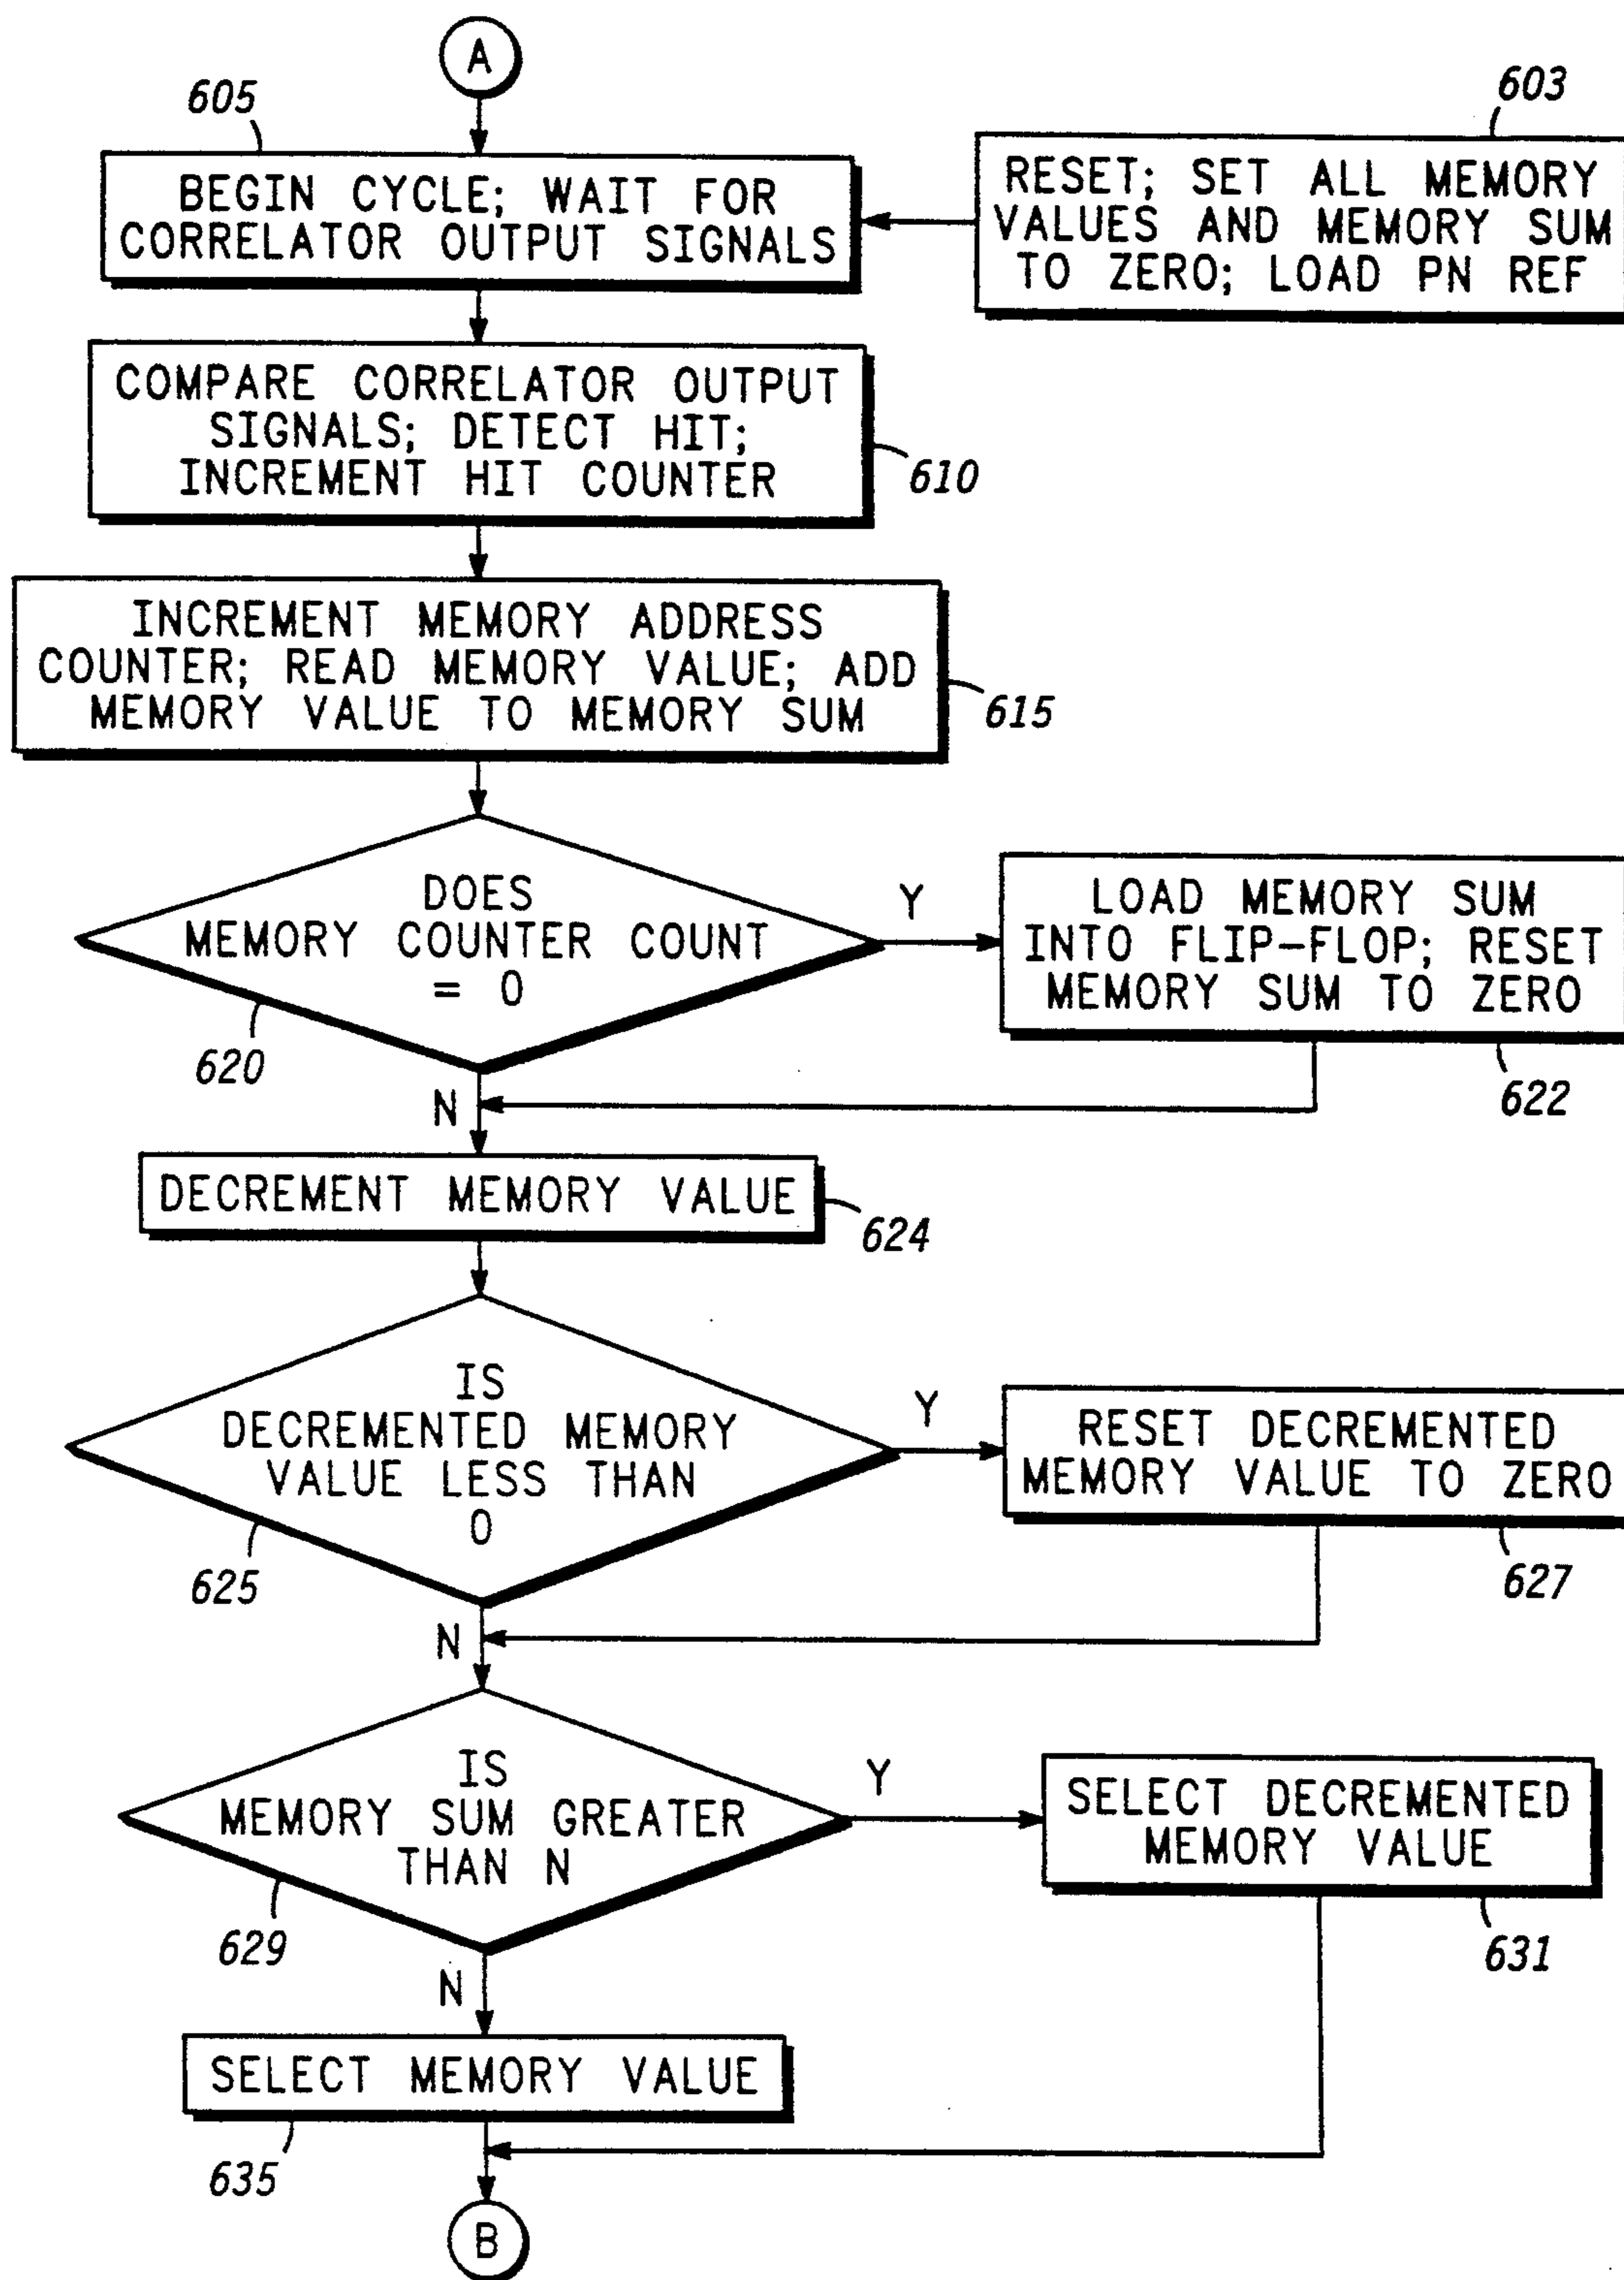 A
605
603
BEGIN CYCLE; WAIT FOR
CORRELATOR OUTPUT SIGNALS
RESET; SET ALL MEMORY
VALUES AND MEMORY SUM
TO ZERO; LOAD PN REF
COMPARE CORRELATOR OUTPUT
SIGNALS; DETECT HIT;
INCREMENT HIT COUNTER
610
INCREMENT MEMORY ADDRESS
COUNTER; READ MEMORY VALUE; ADD
MEMORY VALUE TO MEMORY SUM
615
DOES
MEMORY COUNTER COUNT
= 0
620
Y
LOAD MEMORY SUM
INTO FLIP-FLOP; RESET
MEMORY SUM TO ZERO
622
N
DECREMENT MEMORY VALUE
624
IS
DECREMENTED MEMORY
VALUE LESS THAN
0
625
Y
RESET DECREMENTED
MEMORY VALUE TO ZERO
627
N
IS
MEMORY SUM GREATER
THAN N
629
Y
SELECT DECREMENTED
MEMORY VALUE
631
N
SELECT MEMORY VALUE
635
B